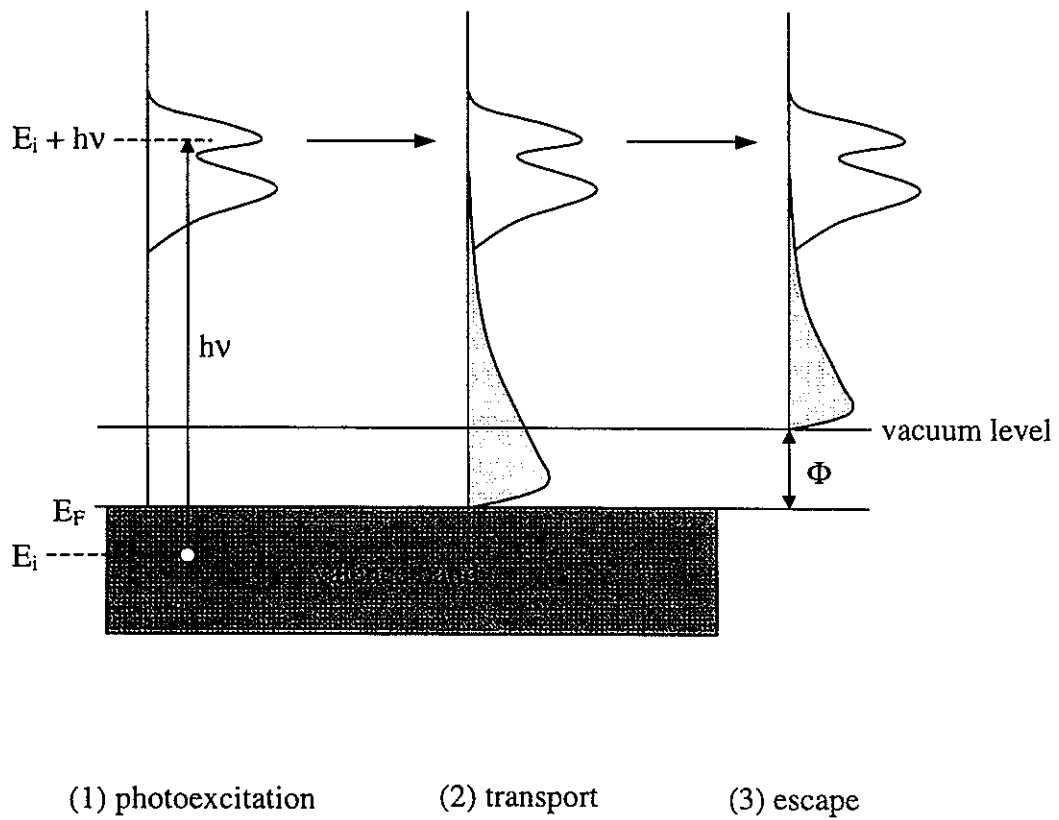 E_i + hν
hν
vacuum level
Φ
E_F
E_i
(1) photoexcitation (2) transport (3) escape